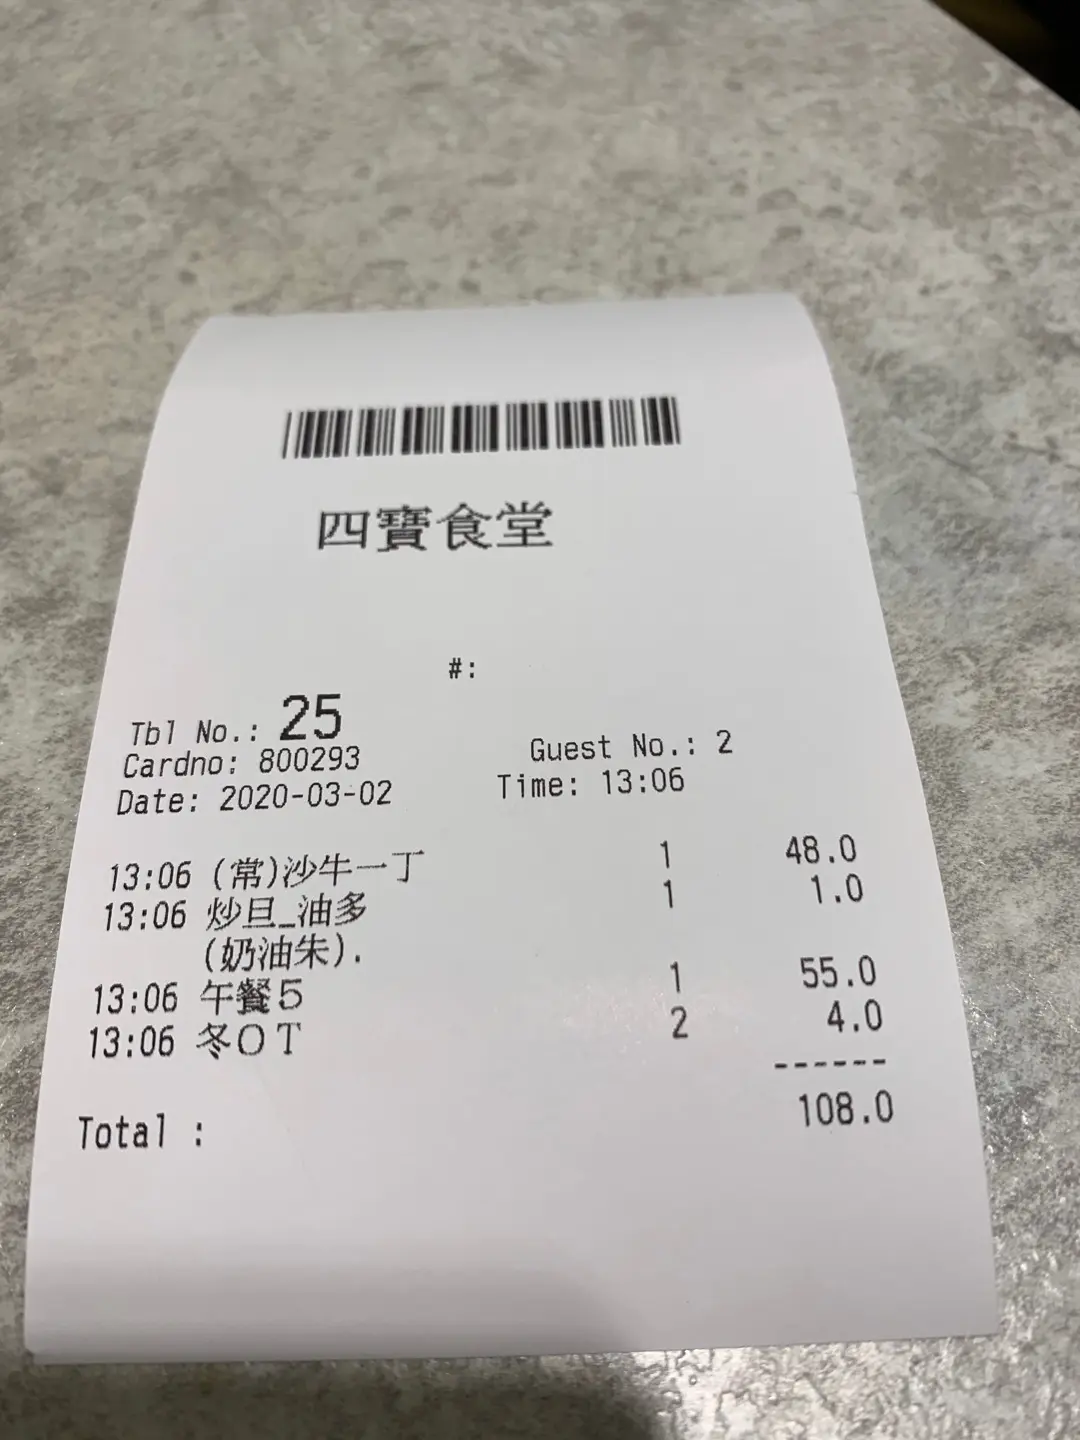 四寶食堂
#:
Tbl No.: 25
Cardno: 800293 Guest No.: 2
Date: 2020-03-02 Time: 13:06
13:06 (常)沙牛一丁 1 48.0
13:06 炒旦_油多 1 1.0
(奶油朱).
13:06 午餐5 1 55.0
13:06 冬OT 2 4.0
------
Total : 108.0